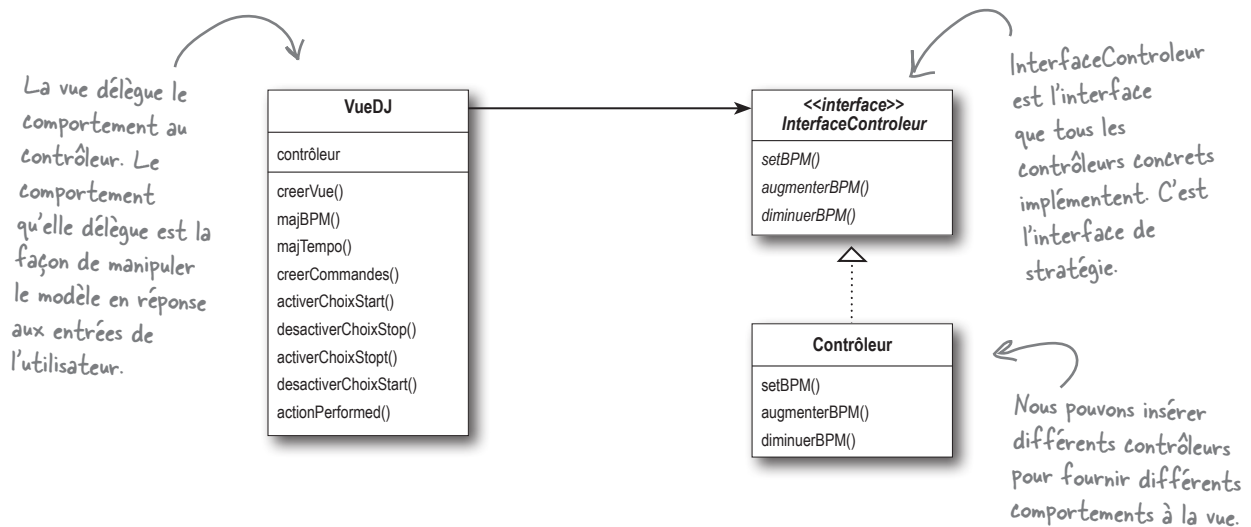 La vue délègue le
comportement au
contrôleur. Le
comportement
qu'elle délègue est la
façon de manipuler
le modèle en réponse
aux entrées de
l'utilisateur.
VueDJ
contrôleur
creerVue()
majBPM()
majTempo()
creerCommandes()
activerChoixStart()
desactiverChoixStop()
activerChoixStopt()
desactiverChoixStart()
actionPerformed()
<<interface>>
InterfaceControleur
setBPM()
augmenterBPM()
diminuerBPM()
InterfaceControleur
est l'interface
que tous les
contrôleurs concrets
implémentent. C'est
l'interface de
stratégie.
Contrôleur
setBPM()
augmenterBPM()
diminuerBPM()
Nous pouvons insérer
différents contrôleurs
pour fournir différents
comportements à la vue.